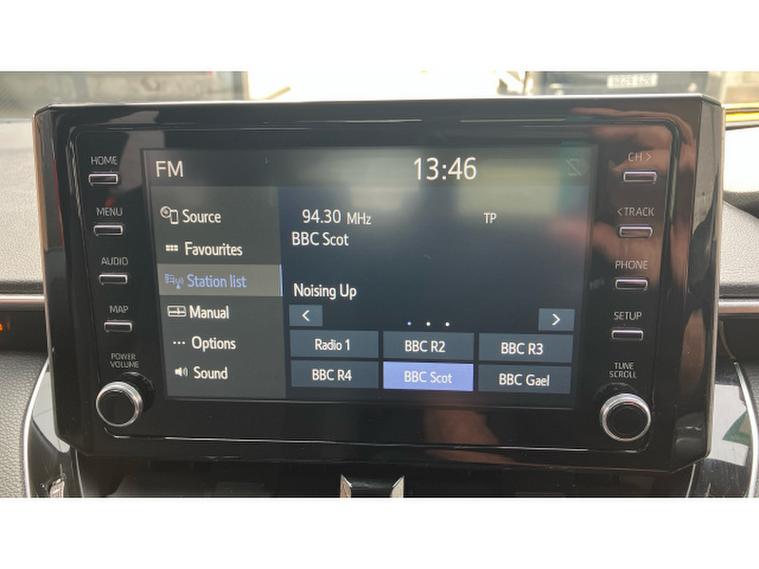 HOME
MENU
AUDIO
MAP
POWER
VOLUME
FM
13:46
Source
Favourites
Station list
Manual
Options
Sound
94.30 MHz
TP
BBC Scot
Noising Up
< >
Radio 1 BBC R2 BBC R3
BBC R4 BBC Scot BBC Gael
CH >
< TRACK
PHONE
SETUP
TUNE
SCROLL